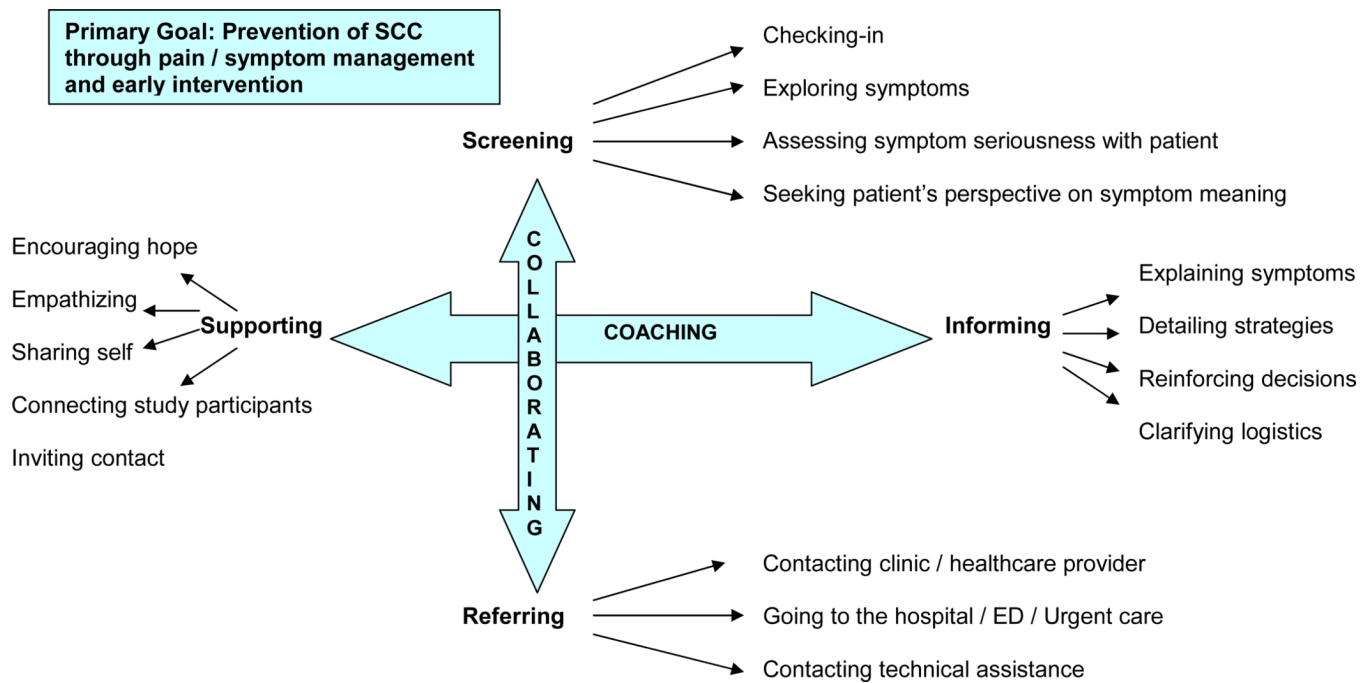 Primary Goal: Prevention of SCC
through pain / symptom management
and early intervention
Screening
Checking-in
Exploring symptoms
Assessing symptom seriousness with patient
Seeking patient’s perspective on symptom meaning
COLLABORATING
COACHING
Supporting
Encouraging hope
Empathizing
Sharing self
Connecting study participants
Inviting contact
Informing
Explaining symptoms
Detailing strategies
Reinforcing decisions
Clarifying logistics
Referring
Contacting clinic / healthcare provider
Going to the hospital / ED / Urgent care
Contacting technical assistance